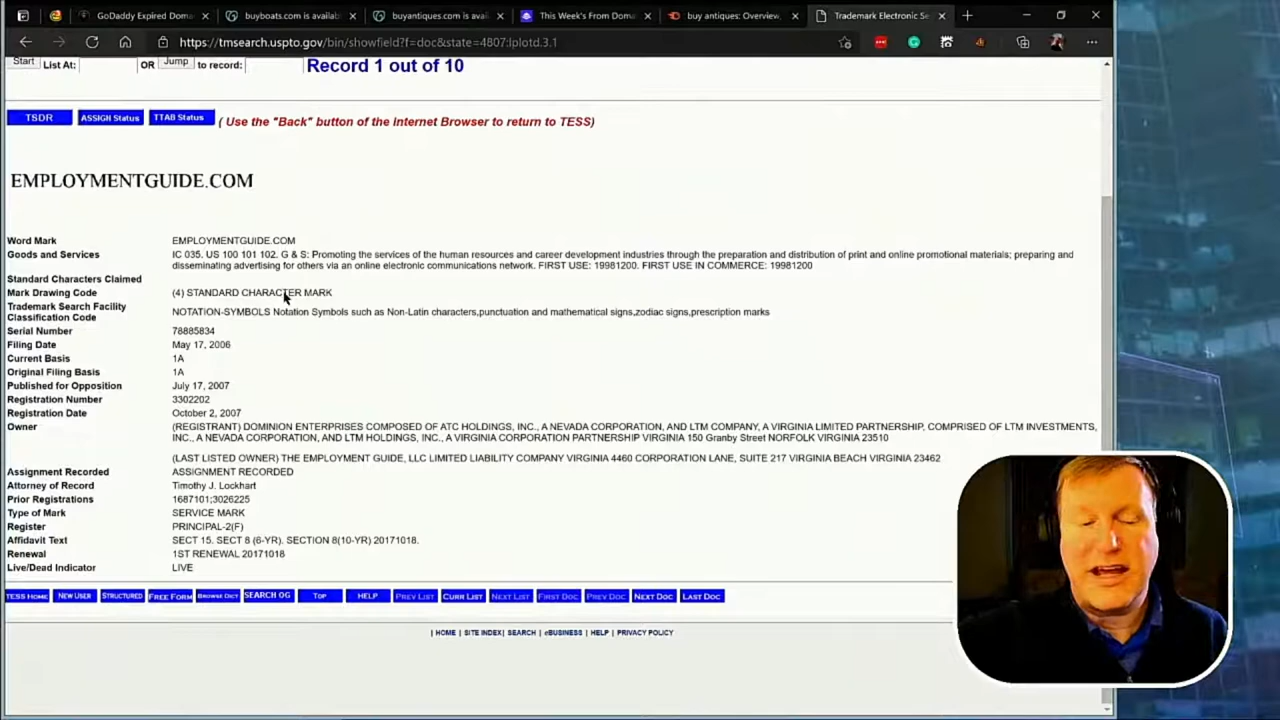 GoDaddy Expired Doma
buyboats.com is availab
buyantiques.com is avai
This Week's From Doma
buy antiques: Overview,
Trademark Electronic Se
https://tmsearch.uspto.gov/bin/showfield?f=doc&state=4807:lplotd.3.1
Start List At: OR Jump to record: Record 1 out of 10
TSDR ASSIGN Status TTAB Status ( Use the "Back" button of the Internet Browser to return to TESS)
EMPLOYMENTGUIDE.COM
Word Mark EMPLOYMENTGUIDE.COM
Goods and Services IC 035. US 100 101 102. G & S: Promoting the services of the human resources and career development industries through the preparation and distribution of print and online promotional materials; preparing and
disseminating advertising for others via an online electronic communications network. FIRST USE: 19981200. FIRST USE IN COMMERCE: 19981200
Standard Characters Claimed
Mark Drawing Code (4) STANDARD CHARACTER MARK
Trademark Search Facility
Classification Code NOTATION-SYMBOLS Notation Symbols such as Non-Latin characters,punctuation and mathematical signs,zodiac signs,prescription marks
Serial Number 78885834
Filing Date May 17, 2006
Current Basis 1A
Original Filing Basis 1A
Published for Opposition July 17, 2007
Registration Number 3302202
Registration Date October 2, 2007
Owner (REGISTRANT) DOMINION ENTERPRISES COMPOSED OF ATC HOLDINGS, INC., A NEVADA CORPORATION, AND LTM COMPANY, A VIRGINIA LIMITED PARTNERSHIP, COMPRISED OF LTM INVESTMENTS,
INC., A NEVADA CORPORATION, AND LTM HOLDINGS, INC., A VIRGINIA CORPORATION PARTNERSHIP VIRGINIA 150 Granby Street NORFOLK VIRGINIA 23510
(LAST LISTED OWNER) THE EMPLOYMENT GUIDE, LLC LIMITED LIABILITY COMPANY VIRGINIA 4460 CORPORATION LANE, SUITE 217 VIRGINIA BEACH VIRGINIA 23462
Assignment Recorded ASSIGNMENT RECORDED
Attorney of Record Timothy J. Lockhart
Prior Registrations 1687101;3026225
Type of Mark SERVICE MARK
Register PRINCIPAL-2(F)
Affidavit Text SECT 15. SECT 8 (6-YR). SECTION 8(10-YR) 20171018.
Renewal 1ST RENEWAL 20171018
Live/Dead Indicator LIVE
TESS HOME NEW USER STRUCTURED FREE FORM BROWSE DICT SEARCH OG TOP HELP PREV LIST CURR LIST NEXT LIST FIRST DOC PREV DOC NEXT DOC LAST DOC
| HOME | SITE INDEX| SEARCH | eBUSINESS | HELP | PRIVACY POLICY